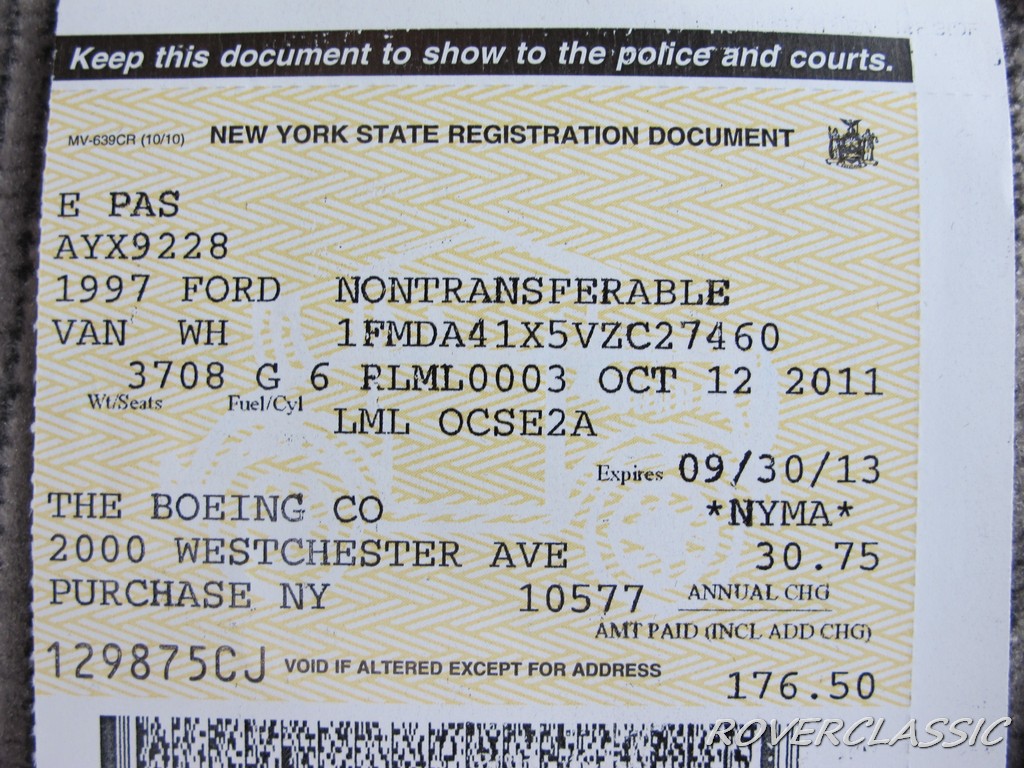 Keep this document to show to the police and courts.
MV-639CR (10/10) NEW YORK STATE REGISTRATION DOCUMENT
E PAS
AYX9228
1997 FORD NONTRANSFERABLE
VAN WH 1FMDA41X5VZC27460
3708 G 6 RLML0003 OCT 12 2011
Wt/Seats Fuel/Cyl
LML OCSE2A
Expires 09/30/13
THE BOEING CO *NYMA*
2000 WESTCHESTER AVE 30.75
PURCHASE NY 10577 ANNUAL CHG
AMT PAID (INCL ADD CHG)
129875CJ VOID IF ALTERED EXCEPT FOR ADDRESS
176.50
ROVERCLASSIC